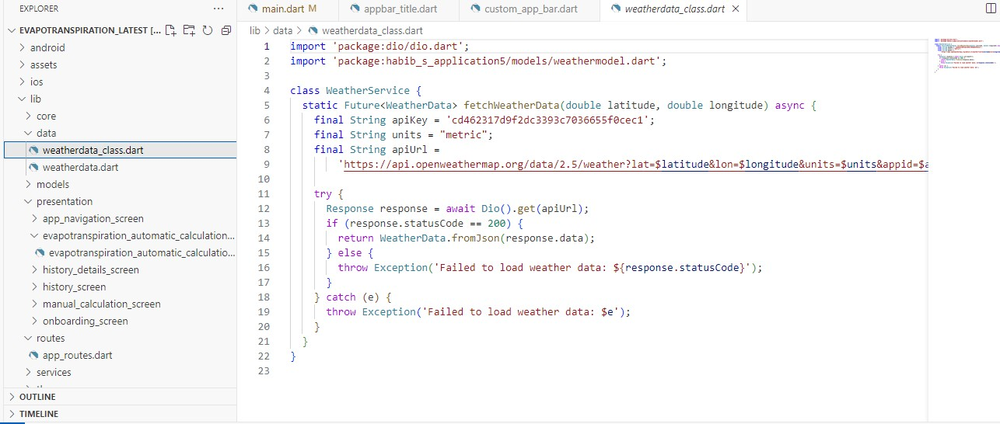 EXPLORER
EVAPOTRANSPIRATION_LATEST [...
android
assets
ios
lib
core
data
weatherdata_class.dart
weatherdata.dart
models
presentation
app_navigation_screen
evapotranspiration_automatic_calculation...
evapotranspiration_automatic_calculatio...
history_details_screen
history_screen
manual_calculation_screen
onboarding_screen
routes
app_routes.dart
services
OUTLINE
TIMELINE
main.dart M
appbar_title.dart
custom_app_bar.dart
weatherdata_class.dart
lib > data > weatherdata_class.dart
1 import 'package:dio/dio.dart';
2 import 'package:habib_s_application5/models/weathermodel.dart';
3
4 class WeatherService {
5 static Future<WeatherData> fetchWeatherData(double latitude, double longitude) async {
6 final String apiKey = 'cd462317d9f2dc3393c7036655f0cec1';
7 final String units = "metric";
8 final String apiUrl =
9 'https://api.openweathermap.org/data/2.5/weather?lat=$latitude&lon=$longitude&units=$units&appid=$a
10
11 try {
12 Response response = await Dio().get(apiUrl);
13 if (response.statusCode == 200) {
14 return WeatherData.fromJson(response.data);
15 } else {
16 throw Exception('Failed to load weather data: ${response.statusCode}');
17 }
18 } catch (e) {
19 throw Exception('Failed to load weather data: $e');
20 }
21 }
22 }
23